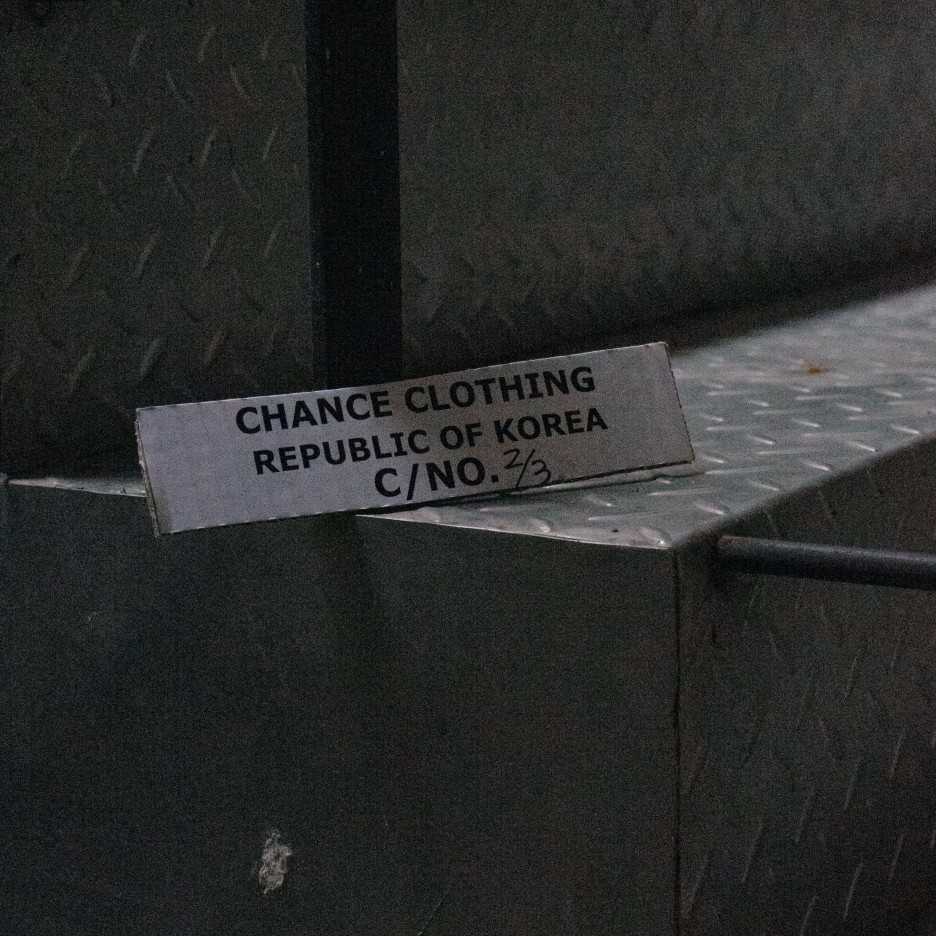 CHANCE CLOTHING
REPUBLIC OF KOREA
C/NO. 2/3